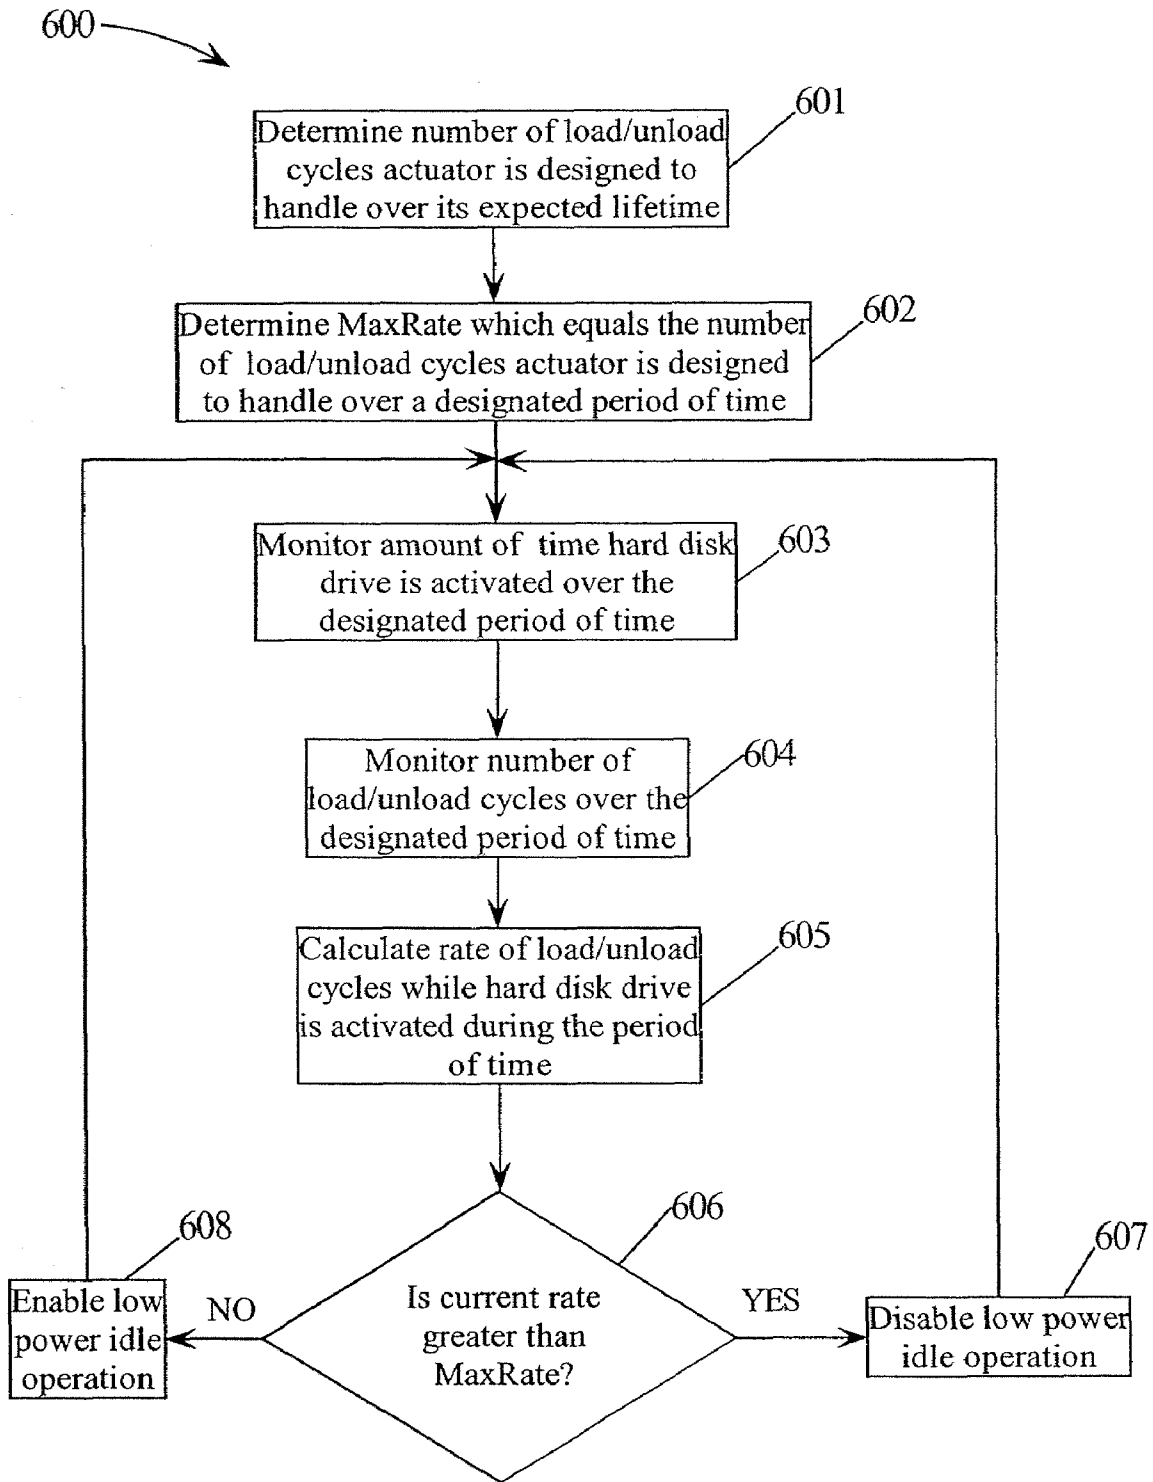 600
601
Determine number of load/unload
cycles actuator is designed to
handle over its expected lifetime
602
Determine MaxRate which equals the number
of load/unload cycles actuator is designed
to handle over a designated period of time
603
Monitor amount of time hard disk
drive is activated over the
designated period of time
604
Monitor number of
load/unload cycles over the
designated period of time
605
Calculate rate of load/unload
cycles while hard disk drive
is activated during the period
of time
606
Is current rate
greater than
MaxRate?
NO
YES
608
Enable low
power idle
operation
607
Disable low power
idle operation